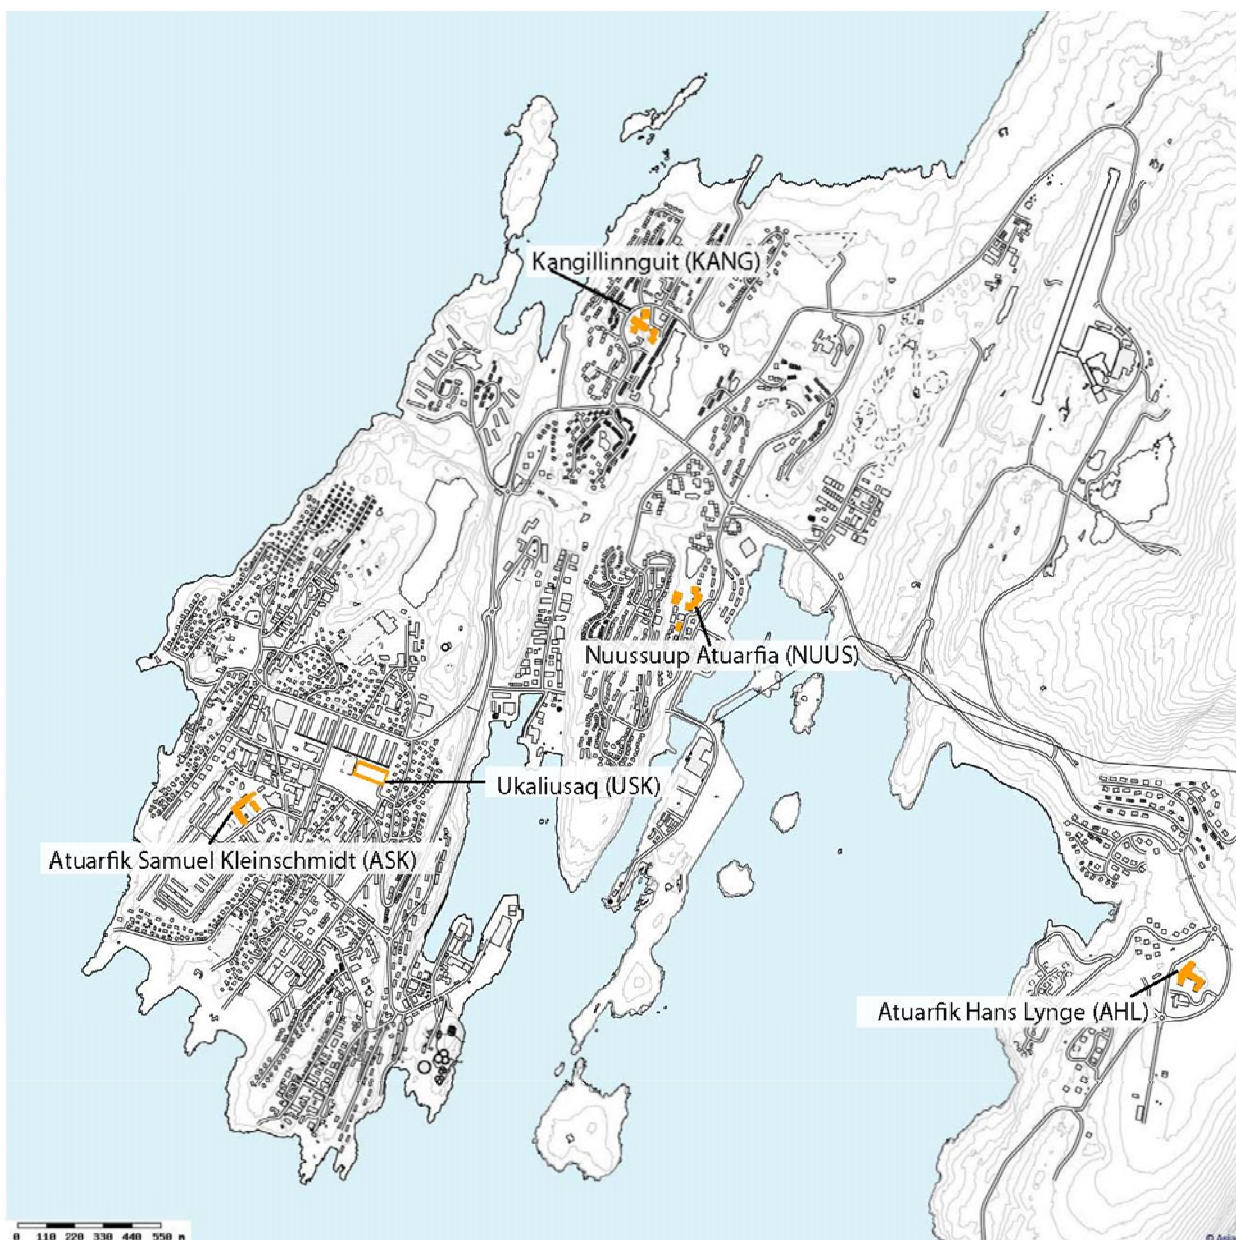 Kangillinnguit (KANG)
Nuussuup Atuarfia (NUUS)
Ukaliusaq (USK)
Atuarfik Samuel Kleinschmidt (ASK)
Atuarfik Hans Lynge (AHL)
0 110 220 330 440 550 m